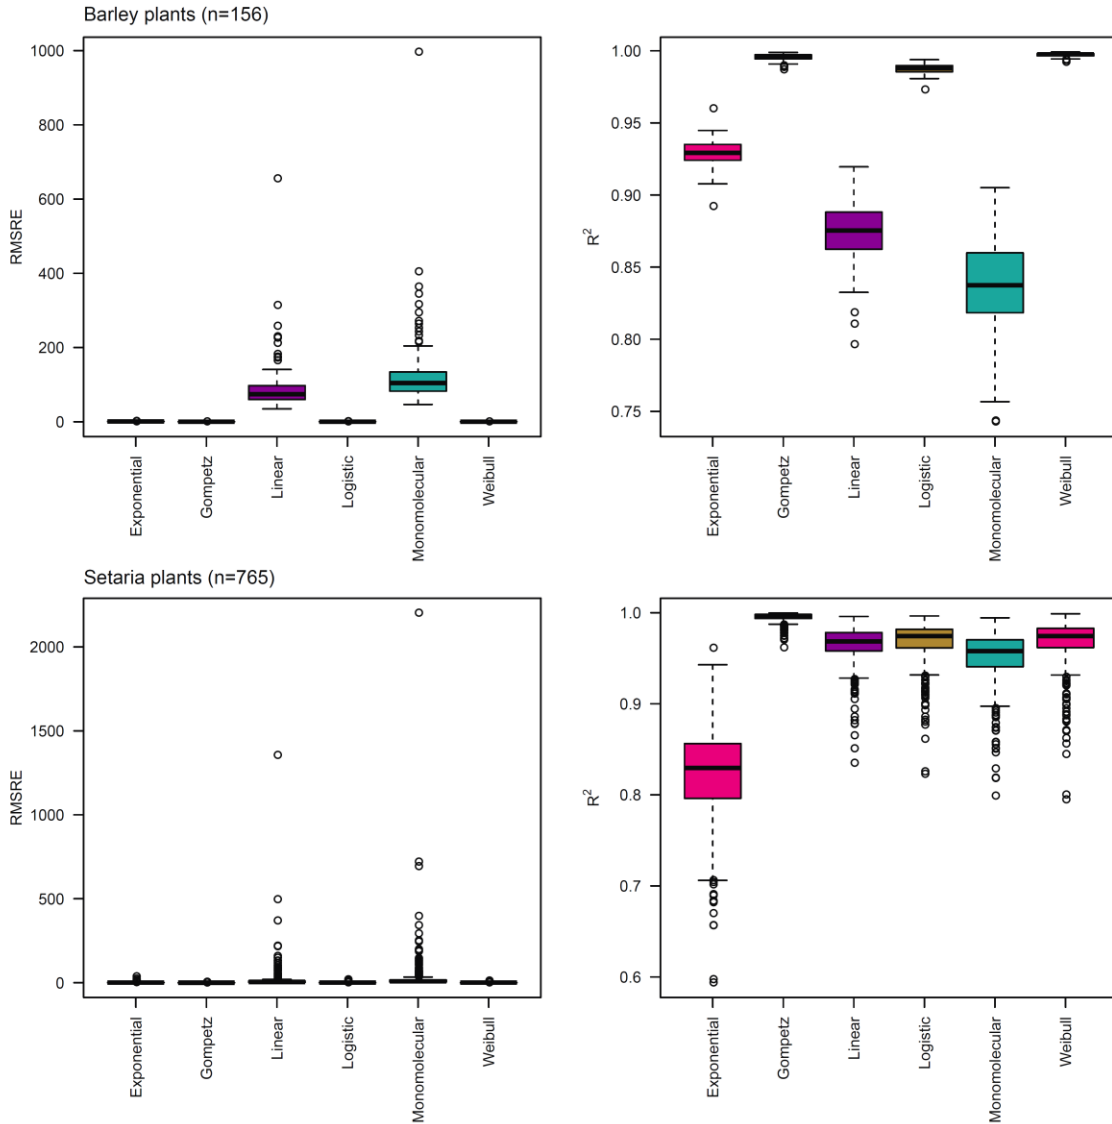 Barley plants (n=156)
1000
800
600
400
200
0
RMSRE
Exponential
Gompetz
Linear
Logistic
Monomolecular
Weibull
1.00
0.95
0.90
0.85
0.80
0.75
R²
Exponential
Gompetz
Linear
Logistic
Monomolecular
Weibull
Setaria plants (n=765)
2000
1500
1000
500
0
RMSRE
Exponential
Gompetz
Linear
Logistic
Monomolecular
Weibull
1.0
0.9
0.8
0.7
0.6
R²
Exponential
Gompetz
Linear
Logistic
Monomolecular
Weibull